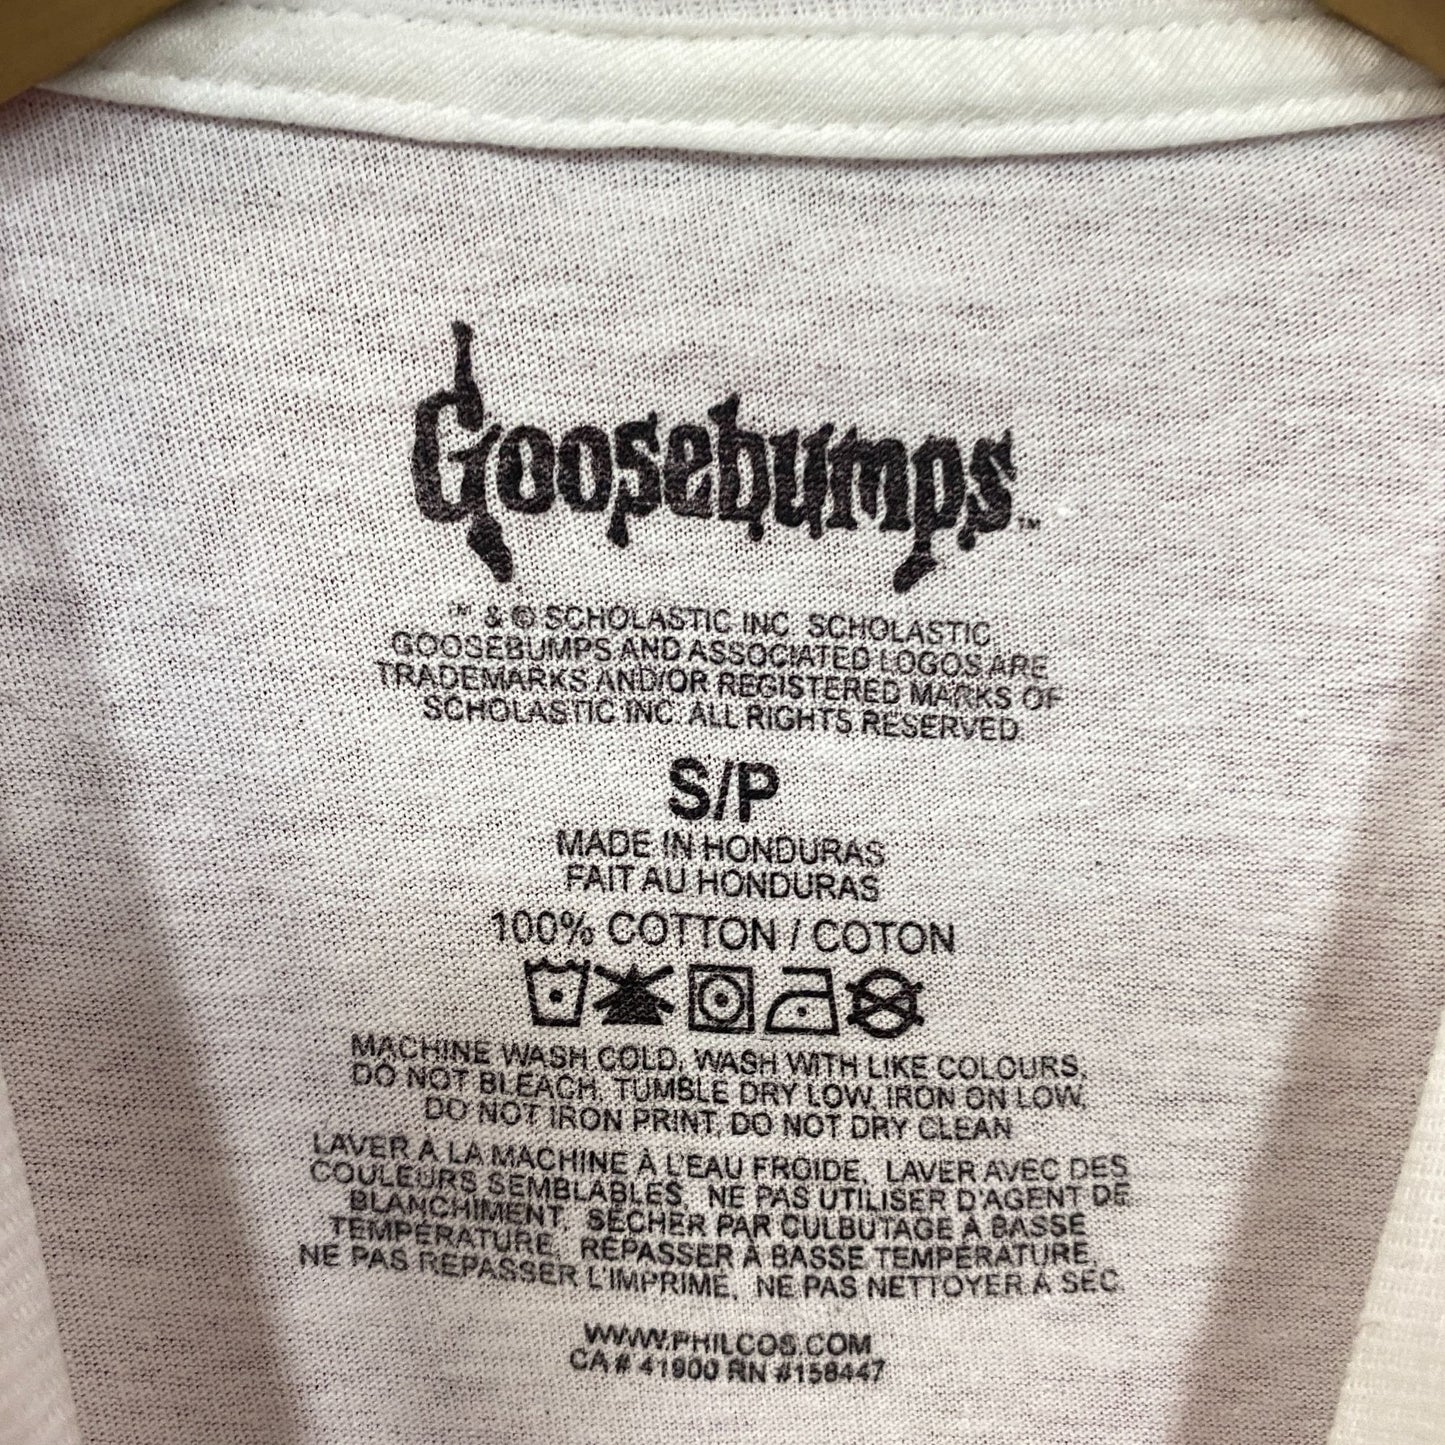 Goosebumps™
™ & © SCHOLASTIC INC. SCHOLASTIC,
GOOSEBUMPS AND ASSOCIATED LOGOS ARE
TRADEMARKS AND/OR REGISTERED MARKS OF
SCHOLASTIC INC. ALL RIGHTS RESERVED.
S/P
MADE IN HONDURAS
FAIT AU HONDURAS
100% COTTON / COTON
MACHINE WASH COLD, WASH WITH LIKE COLOURS,
DO NOT BLEACH, TUMBLE DRY LOW, IRON ON LOW,
DO NOT IRON PRINT, DO NOT DRY CLEAN
LAVER À LA MACHINE À L'EAU FROIDE, LAVER AVEC DES
COULEURS SEMBLABLES, NE PAS UTILISER D'AGENT DE
BLANCHIMENT, SÉCHER PAR CULBUTAGE À BASSE
TEMPÉRATURE, RÉPASSER À BASSE TEMPÉRATURE,
NE PAS REPASSER L'IMPRIME, NE PAS NETTOYER À SEC.
WWW.PHILCOS.COM
CA # 41900 RN #158447